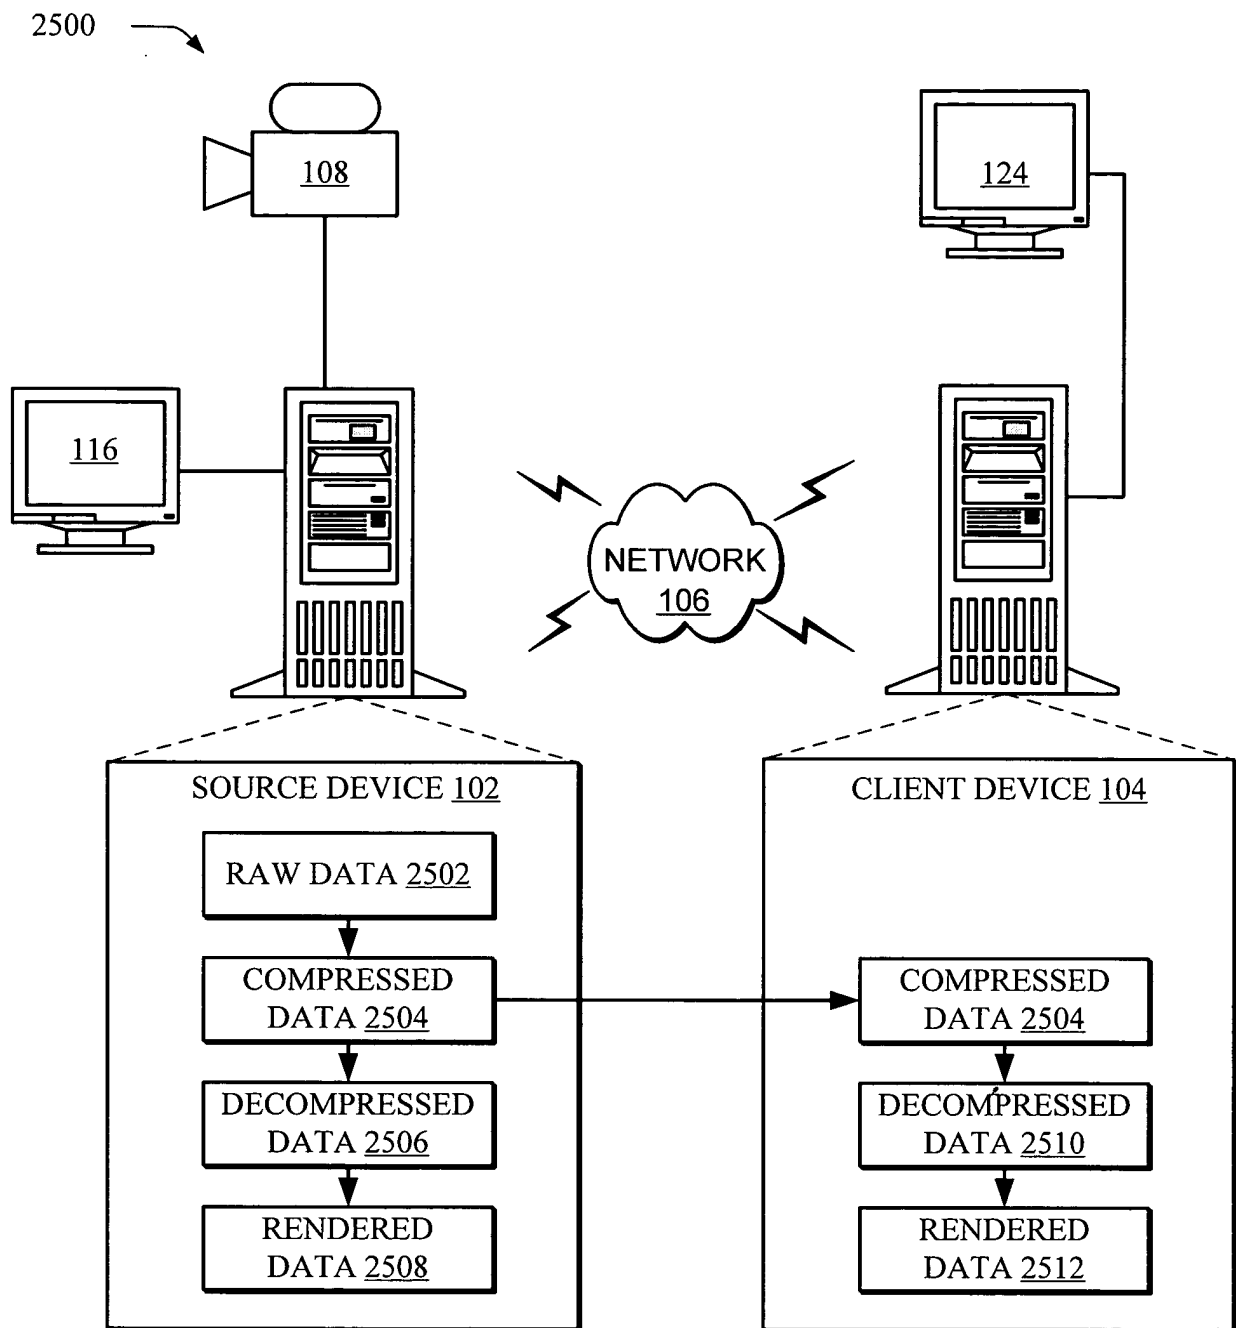 2500
108
124
116
NETWORK
106
SOURCE DEVICE 102
RAW DATA 2502
COMPRESSED
DATA 2504
DECOMPRESSED
DATA 2506
RENDERED
DATA 2508
CLIENT DEVICE 104
COMPRESSED
DATA 2504
DECOMPRESSED
DATA 2510
RENDERED
DATA 2512